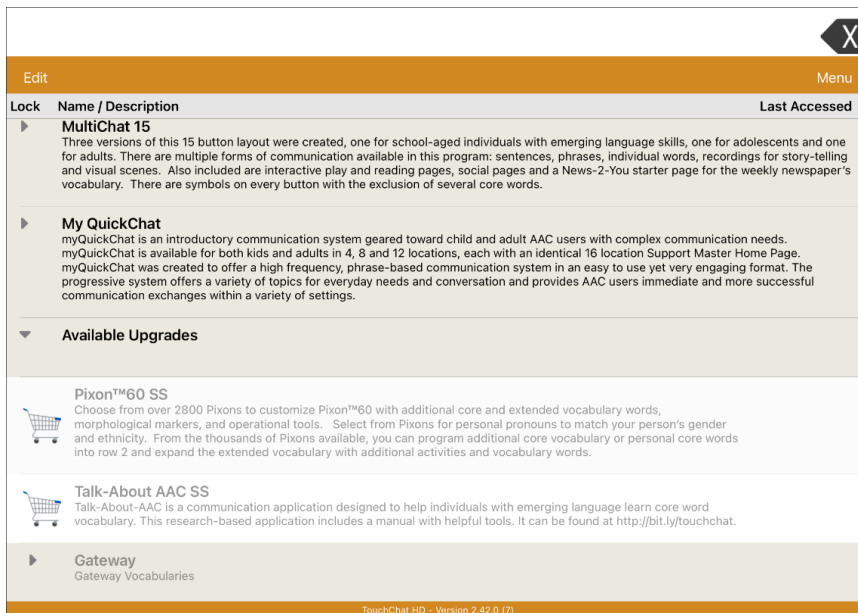 X
Edit
Menu
Lock Name / Description Last Accessed
MultiChat 15
Three versions of this 15 button layout were created, one for school-aged individuals with emerging language skills, one for adolescents and one
for adults. There are multiple forms of communication available in this program: sentences, phrases, individual words, recordings for story-telling
and visual scenes.  Also included are interactive play and reading pages, social pages and a News-2-You starter page for the weekly newspaper's
vocabulary.  There are symbols on every button with the exclusion of several core words.
My QuickChat
myQuickChat is an introductory communication system geared toward child and adult AAC users with complex communication needs.
myQuickChat is available for both kids and adults in 4, 8 and 12 locations, each with an identical 16 location Support Master Home Page.
myQuickChat was created to offer a high frequency, phrase-based communication system in an easy to use yet very engaging format. The
progressive system offers a variety of topics for everyday needs and conversation and provides AAC users immediate and more successful
communication exchanges within a variety of settings.
Available Upgrades
Pixon™60 SS
Choose from over 2800 Pixons to customize Pixon™60 with additional core and extended vocabulary words,
morphological markers, and operational tools.   Select from Pixons for personal pronouns to match your person's gender
and ethnicity.  From the thousands of Pixons available, you can program additional core vocabulary or personal core words
into row 2 and expand the extended vocabulary with additional activities and vocabulary words.
Talk-About AAC SS
Talk-About-AAC is a communication application designed to help individuals with emerging language learn core word
vocabulary. This research-based application includes a manual with helpful tools. It can be found at http://bit.ly/touchchat.
Gateway
Gateway Vocabularies
TouchChat HD - Version 2.42.0 (7)